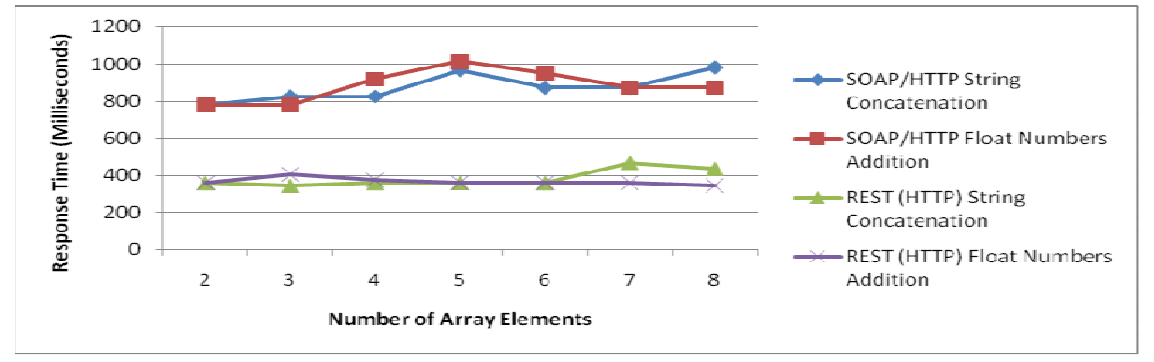 1200
1000
800
600
400
200
0
Response Time (Milliseconds)
2 3 4 5 6 7 8
Number of Array Elements
SOAP/HTTP String
Concatenation
SOAP/HTTP Float Numbers
Addition
REST (HTTP) String
Concatenation
REST (HTTP) Float Numbers
Addition